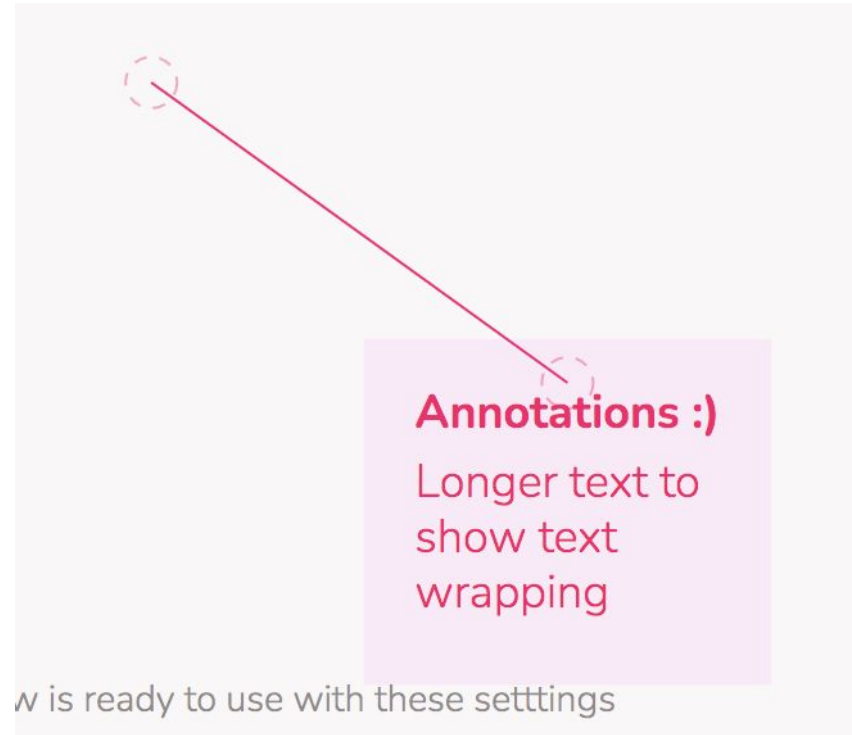 Annotations :)
Longer text to
show text
wrapping
w is ready to use with these setttings